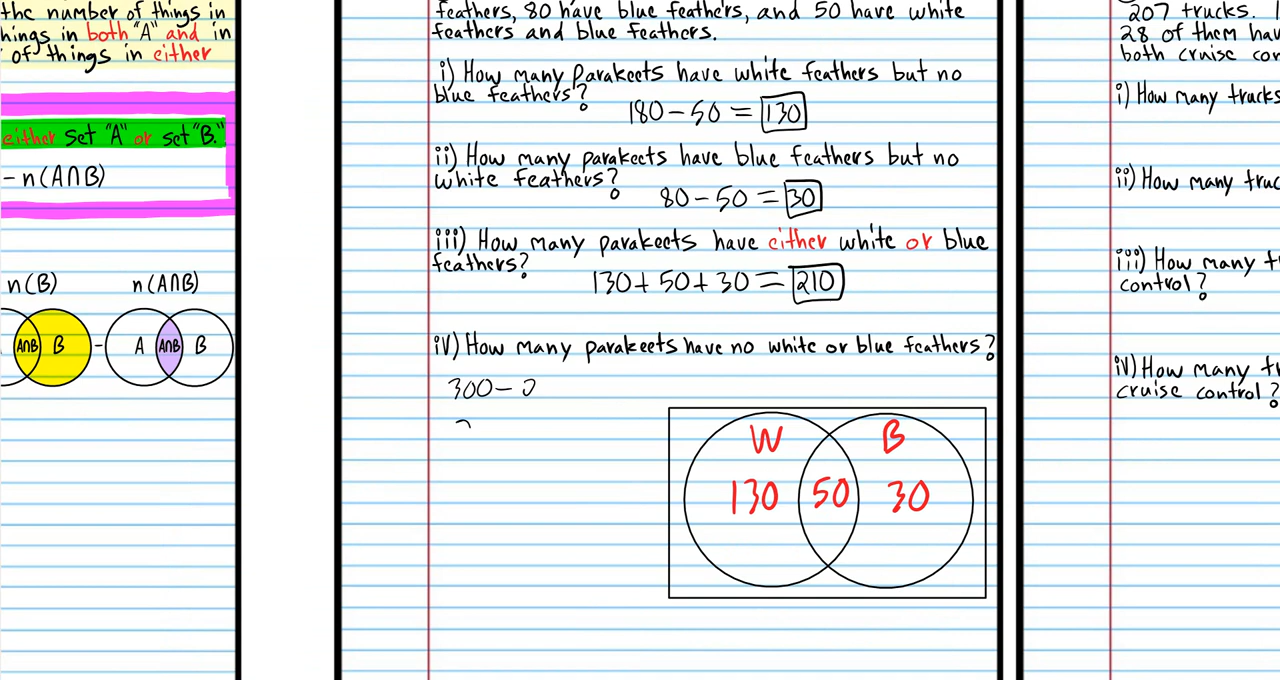 the number of things in
things in both "A" and in
of things in either
either set "A" or set "B."
- n(A∩B)
n(B) n(A∩B)
A∩B B - A A∩B B
feathers, 80 have blue feathers, and 50 have white
feathers and blue feathers.
i) How many parakeets have white feathers but no
blue feathers?
180 - 50 = 130
ii) How many parakeets have blue feathers but no
white feathers?
80 - 50 = 30
iii) How many parakeets have either white or blue
feathers?
130 + 50 + 30 = 210
iv) How many parakeets have no white or blue feathers?
300 -
W B
130 50 30
207 trucks.
28 of them hav
both cruise con
i) How many trucks
ii) How many truc
iii) How many t
control?
iv) How many t
cruise control?